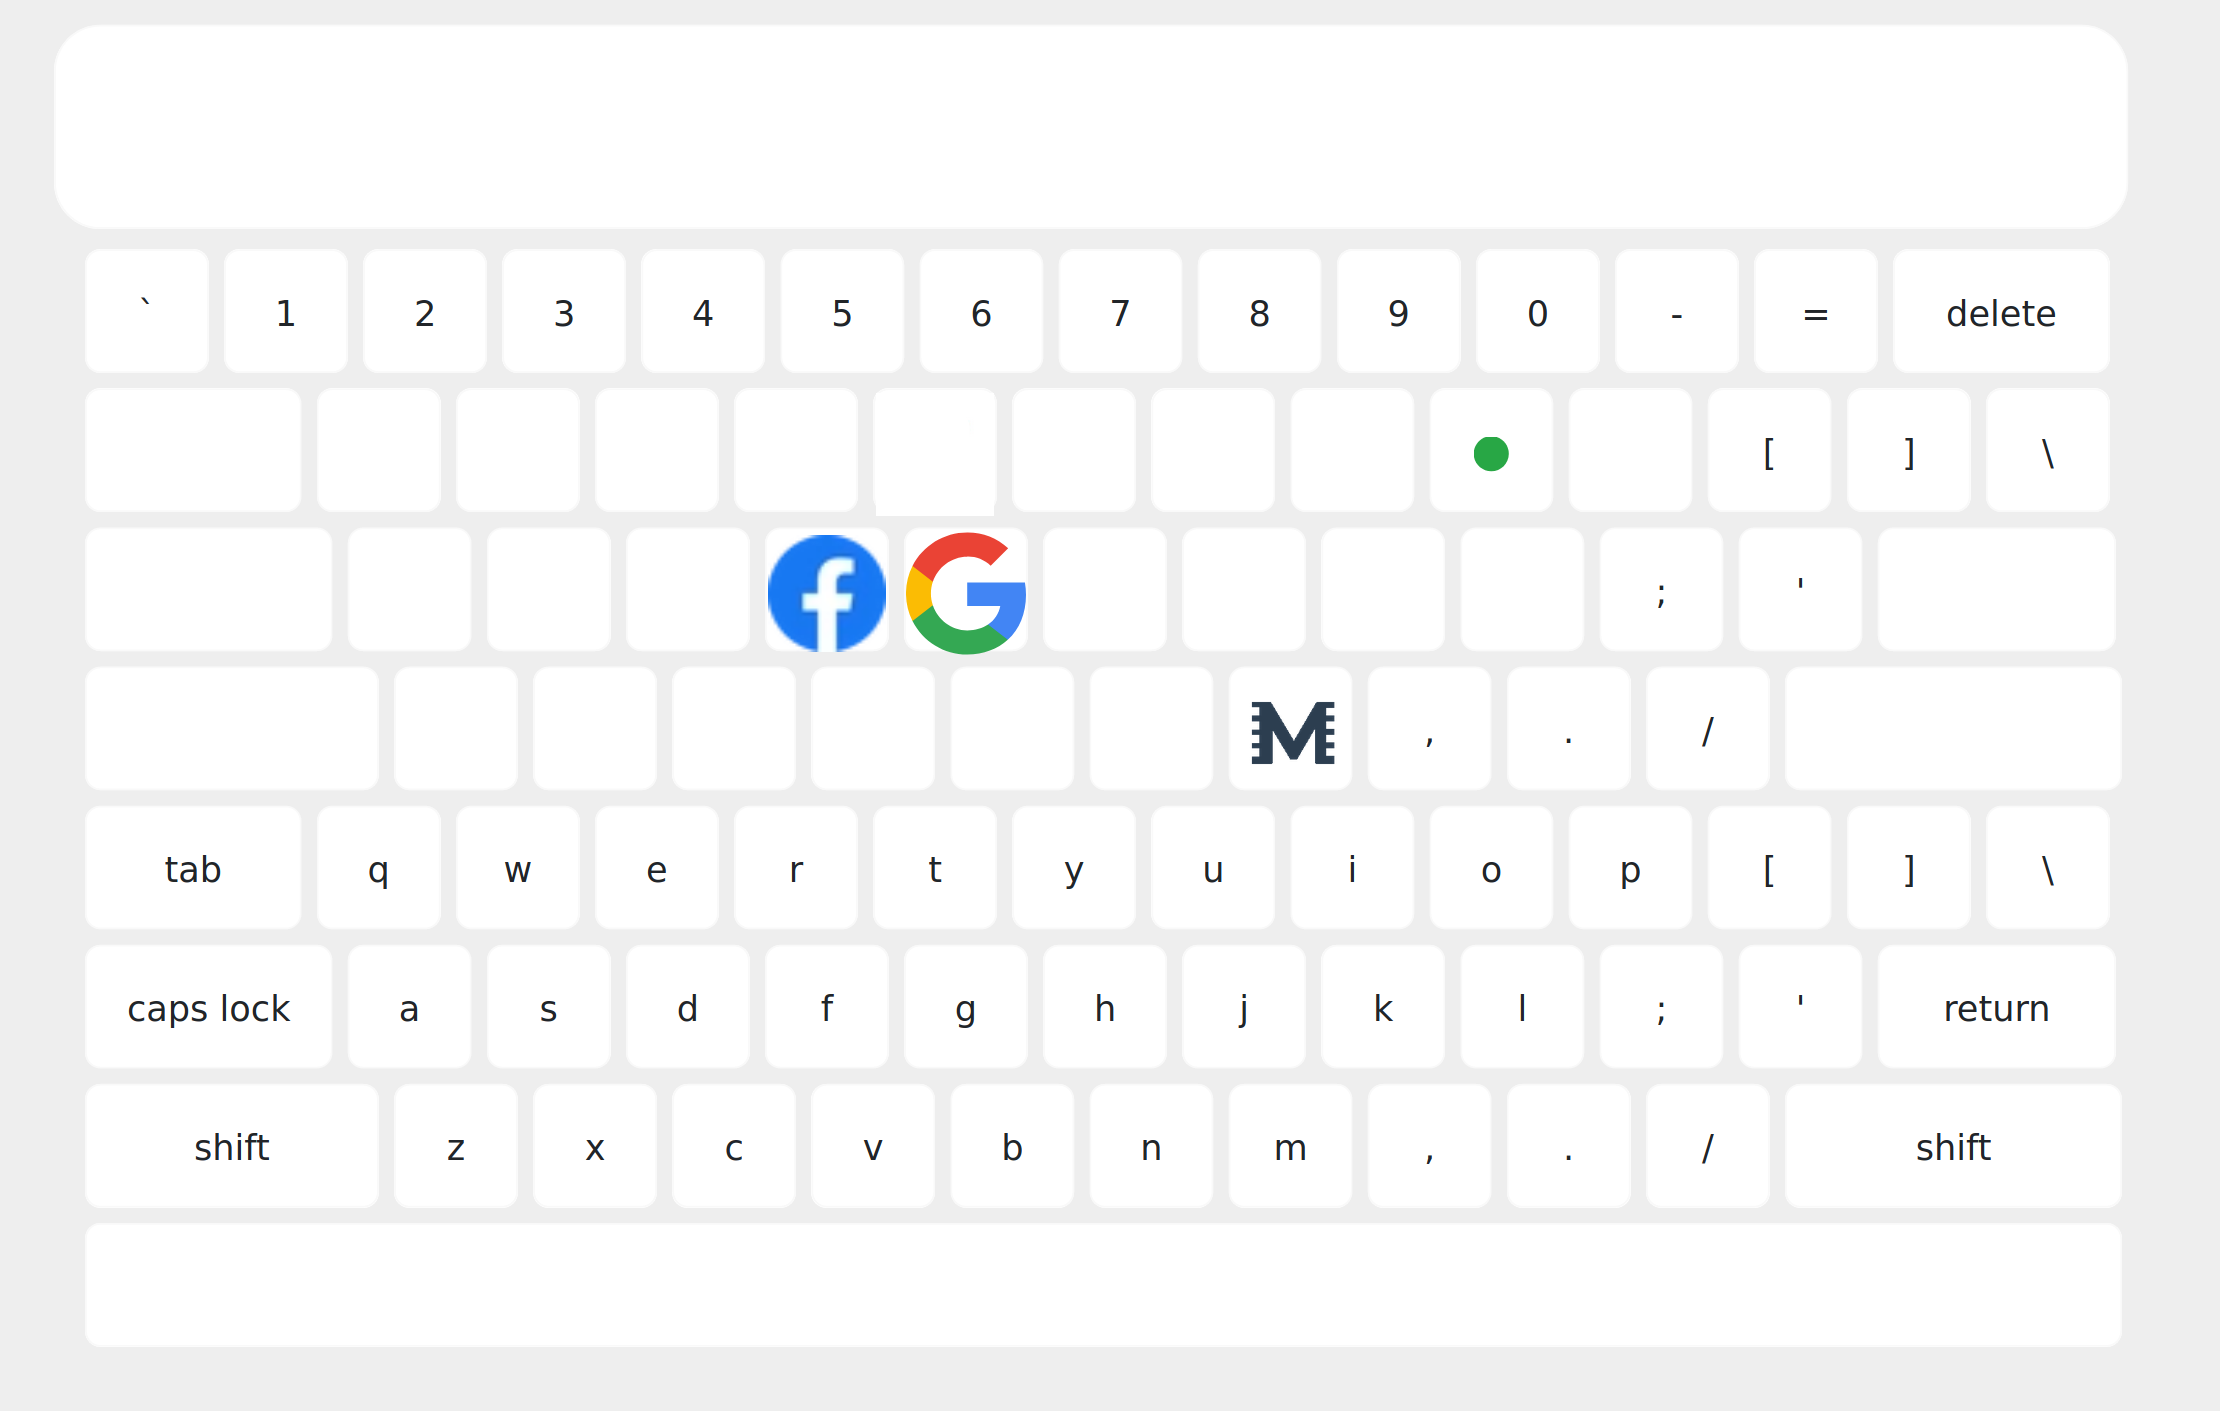 ` 1 2 3 4 5 6 7 8 9 0 - = delete
[ ] \
f G ; '
M , . /
tab q w e r t y u i o p [ ] \
caps lock a s d f g h j k l ; ' return
shift z x c v b n m , . / shift